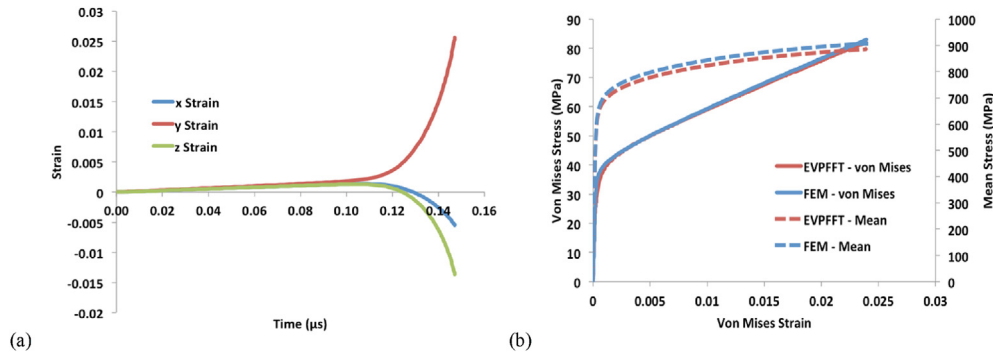 (a)
0.03
0.025
0.02
0.015
0.01
0.005
0
-0.005
-0.01
-0.015
-0.02
Strain
x Strain
y Strain
z Strain
0.00 0.02 0.04 0.06 0.08 0.10 0.12 0.14 0.16
Time (µs)
(b)
90
80
70
60
50
40
30
20
10
0
Von Mises Stress (MPa)
1000
900
800
700
600
500
400
300
200
100
0
Mean Stress (MPa)
EVPFFT - von Mises
FEM - von Mises
EVPFFT - Mean
FEM - Mean
0 0.005 0.01 0.015 0.02 0.025 0.03
Von Mises Strain